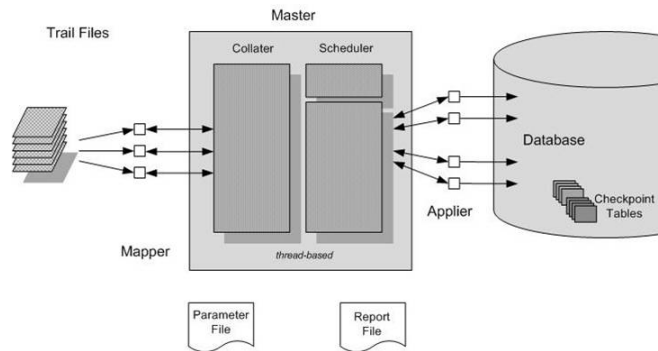 Master
Trail Files
Collater
Scheduler
Database
Checkpoint
Tables
Applier
Mapper
thread-based
Parameter
File
Report
File